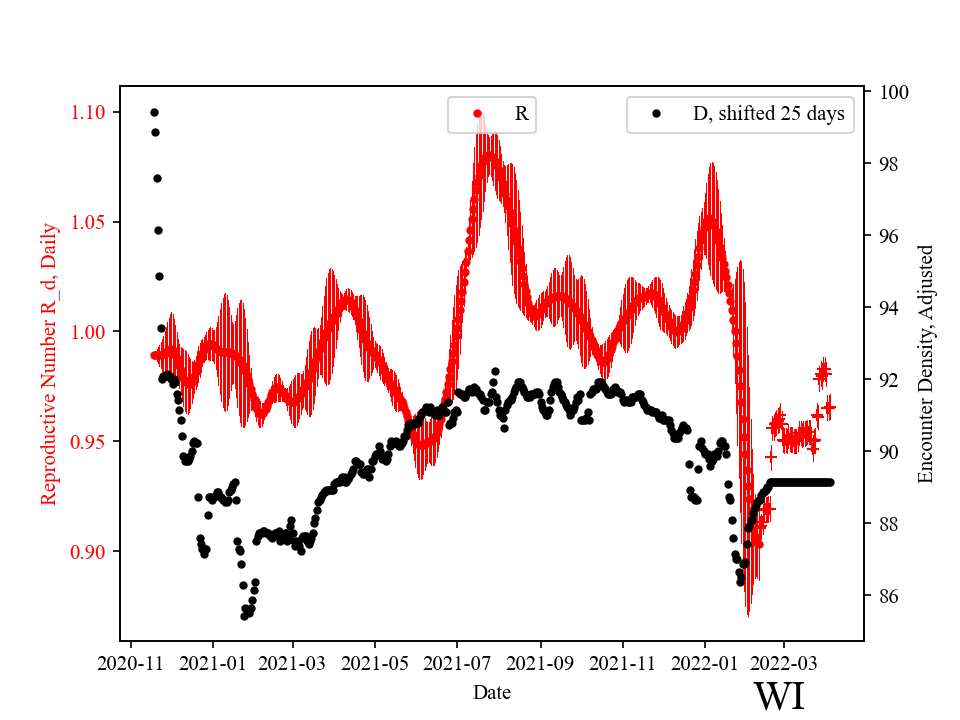 R
D, shifted 25 days
Reproductive Number R_d, Daily
1.10
1.05
1.00
0.95
0.90
100
98
96
94
92
90
88
86
Encounter Density, Adjusted
2020-11 2021-01 2021-03 2021-05 2021-07 2021-09 2021-11 2022-01 2022-03
Date
WI